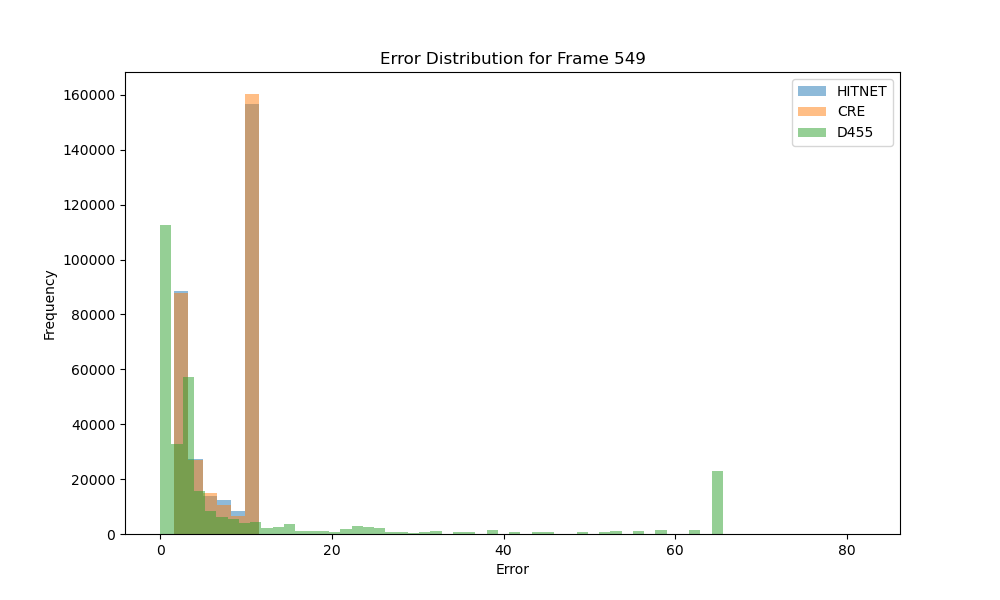 Error Distribution for Frame 549
HITNET
CRE
D455
160000
140000
120000
100000
80000
60000
40000
20000
0
Frequency
0 20 40 60 80
Error